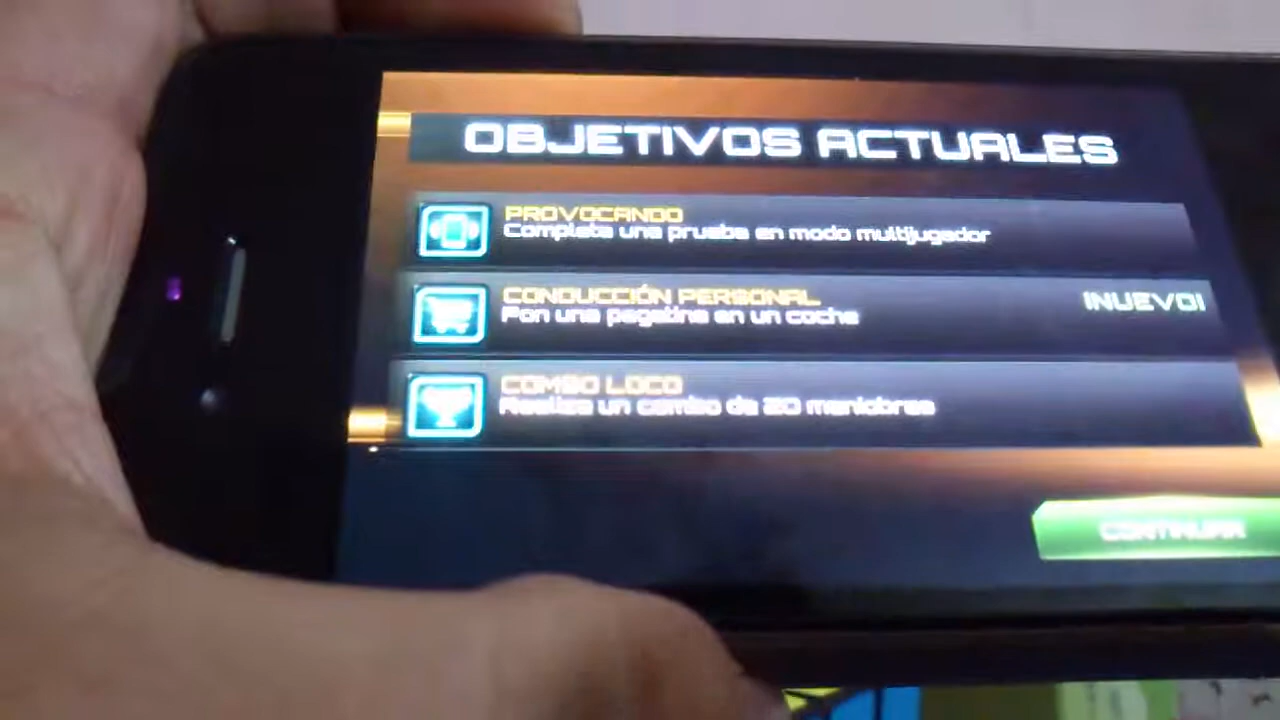 OBJETIVOS ACTUALES
PROVOCANDO
Completa una prueba en modo multijugador
CONDUCCIÓN PERSONAL
¡NUEVO!
Pon una pegatina en un coche
COMBO LOCO
Realiza un combo de 20 maniobras
CONTINUAR